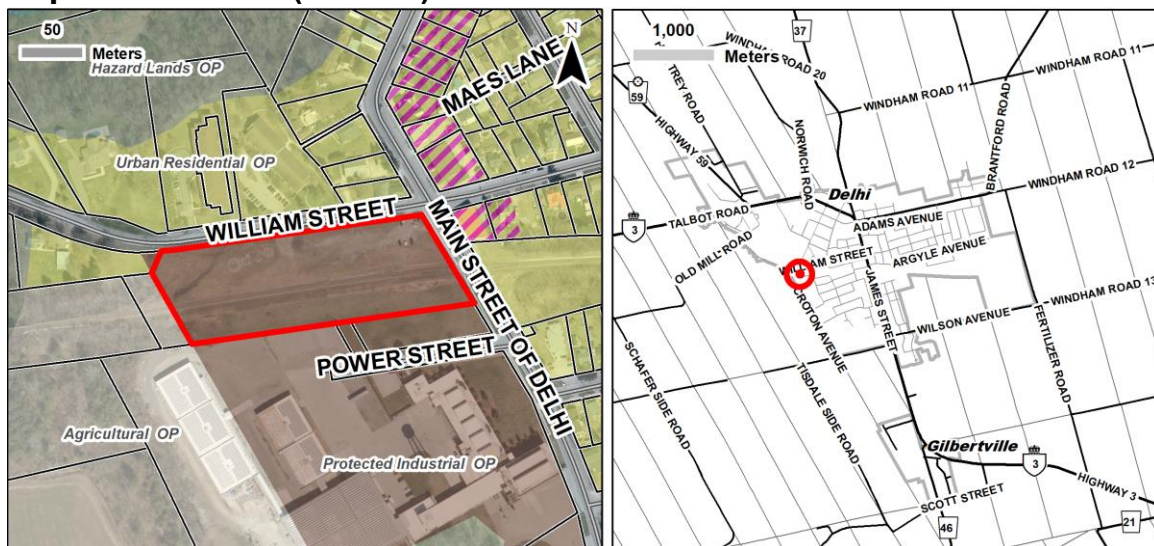 50
Meters
Hazard Lands OP
N
MAES LANE
Urban Residential OP
WILLIAM STREET
MAIN STREET OF DELHI
POWER STREET
Agricultural OP
Protected Industrial OP
1,000
Meters
37
WINDHAM ROAD 20
WINDHAM ROAD 11
WINDHAM ROAD 11
TREY ROAD
59
HIGHWAY 59
NORWICH ROAD
BRANTFORD ROAD
WINDHAM ROAD 12
Delhi
3
TALBOT ROAD
ADAMS AVENUE
OLD MILL ROAD
WILLIAM STREET
ARGYLE AVENUE
JAMES STREET
CROTON AVENUE
WINDHAM ROAD 13
WILSON AVENUE
FERTILIZER ROAD
SCHAFER SIDE ROAD
TISDALE SIDE ROAD
Gilbertville
3
HIGHWAY 3
SCOTT STREET
46
21